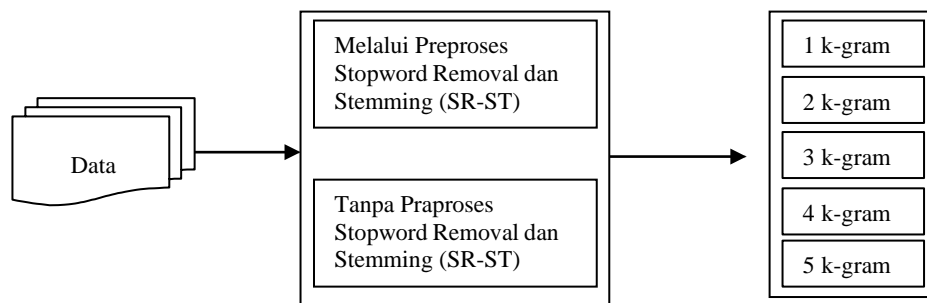 Data
Melalui Preproses
Stopword Removal dan
Stemming (SR-ST)
Tanpa Praproses
Stopword Removal dan
Stemming (SR-ST)
1 k-gram
2 k-gram
3 k-gram
4 k-gram
5 k-gram